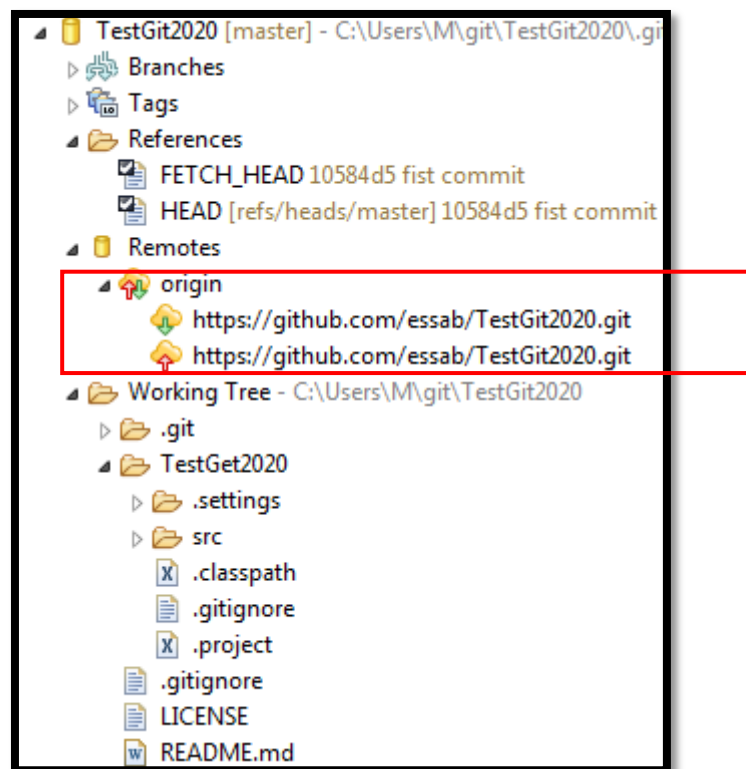 TestGit2020 [master] - C:\Users\M\git\TestGit2020\.gi
Branches
Tags
References
FETCH_HEAD 10584d5 fist commit
HEAD [refs/heads/master] 10584d5 fist commit
Remotes
origin
https://github.com/essab/TestGit2020.git
https://github.com/essab/TestGit2020.git
Working Tree - C:\Users\M\git\TestGit2020
.git
TestGet2020
.settings
src
.classpath
.gitignore
.project
.gitignore
LICENSE
README.md